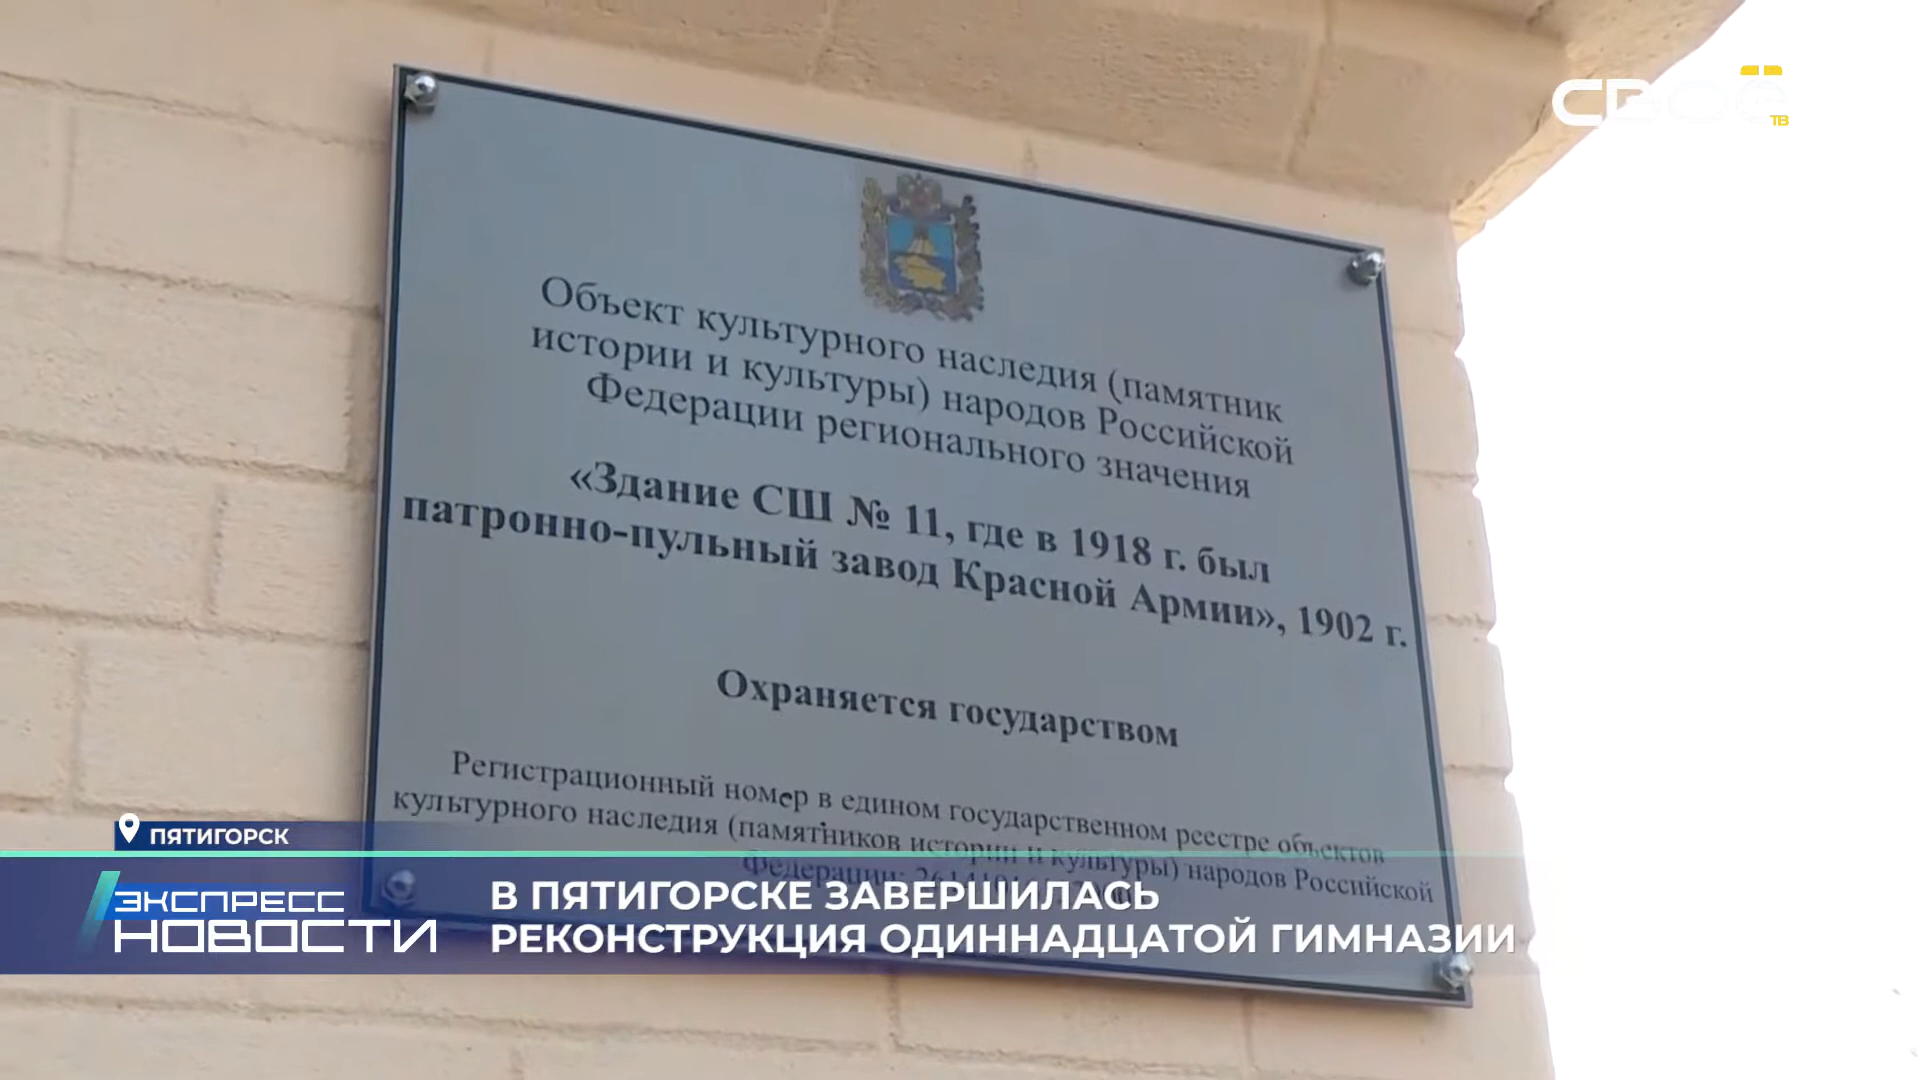 СВОЁ
ТВ
Объект культурного наследия (памятник
истории и культуры) народов Российской
Федерации регионального значения
«Здание СШ № 11, где в 1918 г. был
патронно-пульный завод Красной Армии», 1902 г.
Охраняется государством
Регистрационный номер в едином государственном реестре объектов
культурного наследия (памятников истории и культуры) народов Российской
Федерации:
ПЯТИГОРСК
ЭКСПРЕСС
НОВОСТИ
В ПЯТИГОРСКЕ ЗАВЕРШИЛАСЬ
РЕКОНСТРУКЦИЯ ОДИННАДЦАТОЙ ГИМНАЗИИ